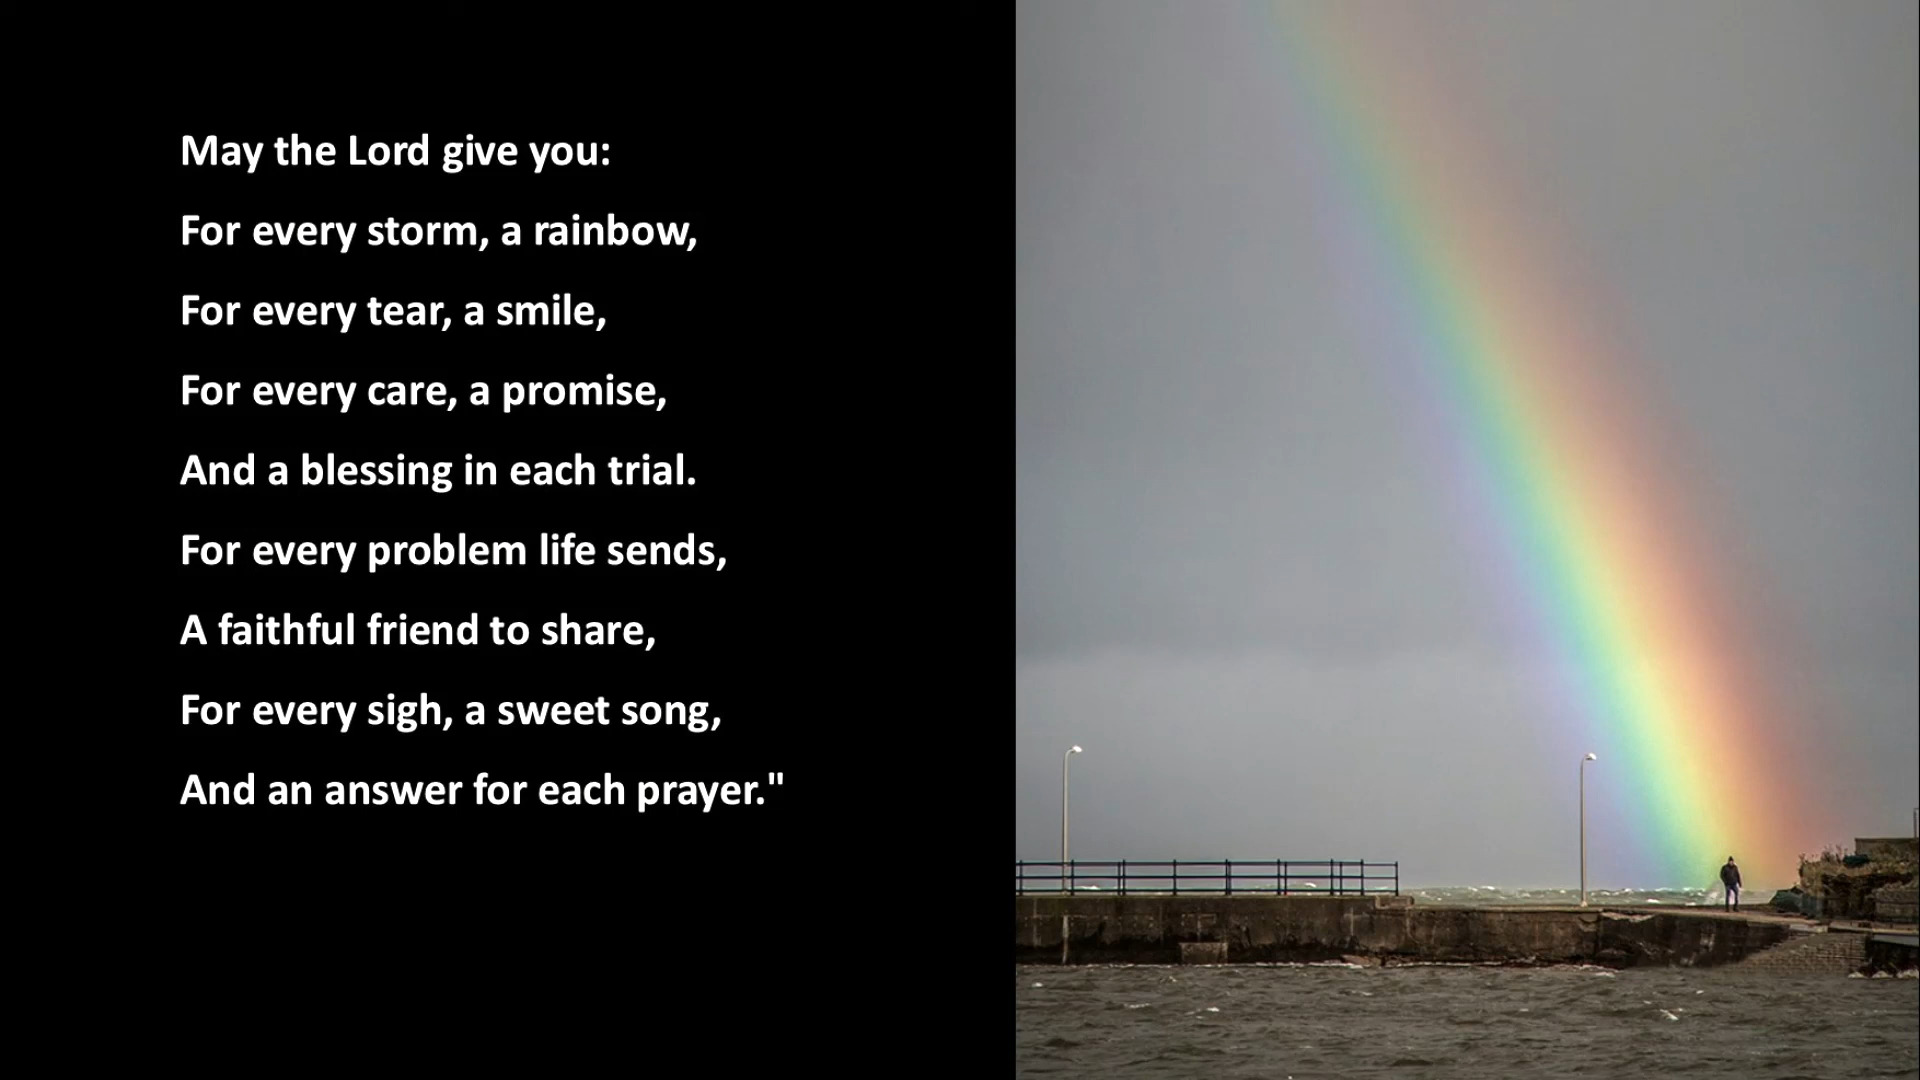 May the Lord give you:
For every storm, a rainbow,
For every tear, a smile,
For every care, a promise,
And a blessing in each trial.
For every problem life sends,
A faithful friend to share,
For every sigh, a sweet song,
And an answer for each prayer."